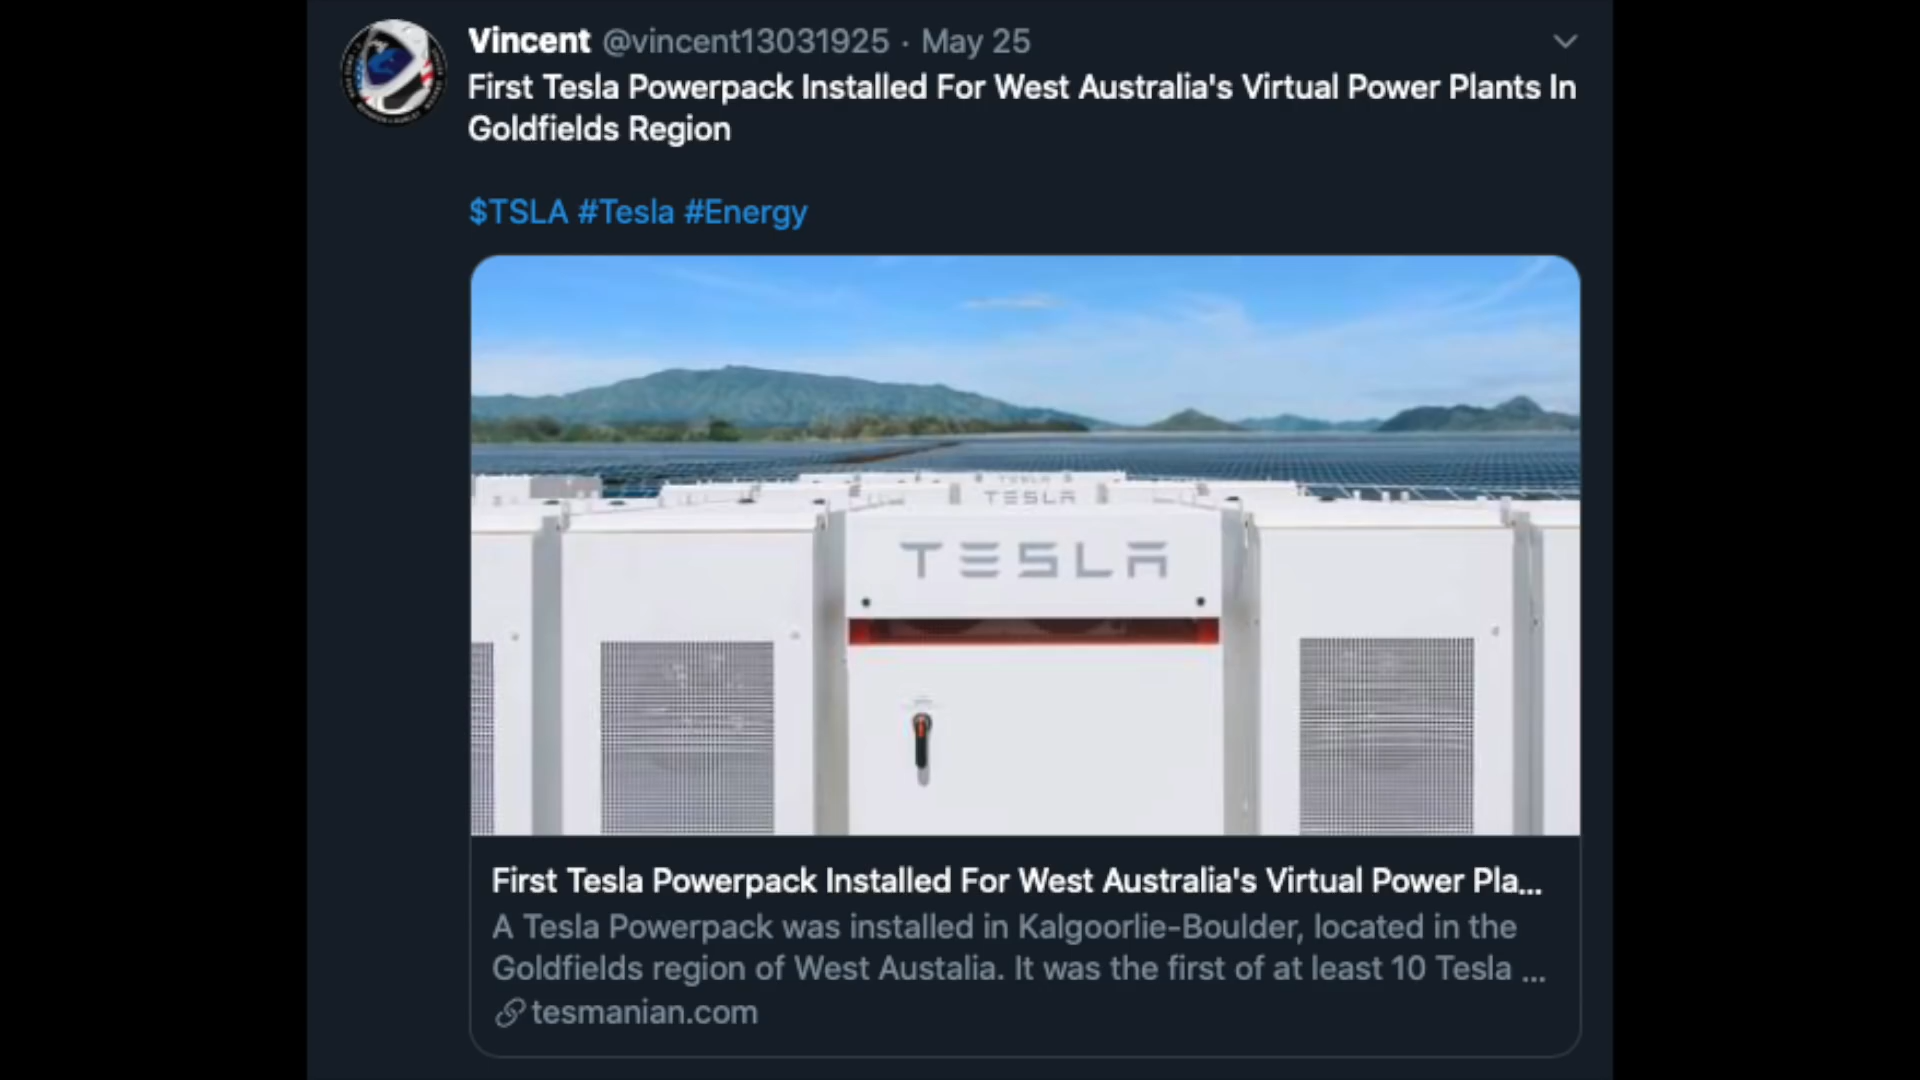 Vincent @vincent13031925 · May 25
First Tesla Powerpack Installed For West Australia's Virtual Power Plants In
Goldfields Region
$TSLA #Tesla #Energy
TESLA
TESLA
TESLA
First Tesla Powerpack Installed For West Australia's Virtual Power Pla...
A Tesla Powerpack was installed in Kalgoorlie-Boulder, located in the
Goldfields region of West Austalia. It was the first of at least 10 Tesla ...
tesmanian.com